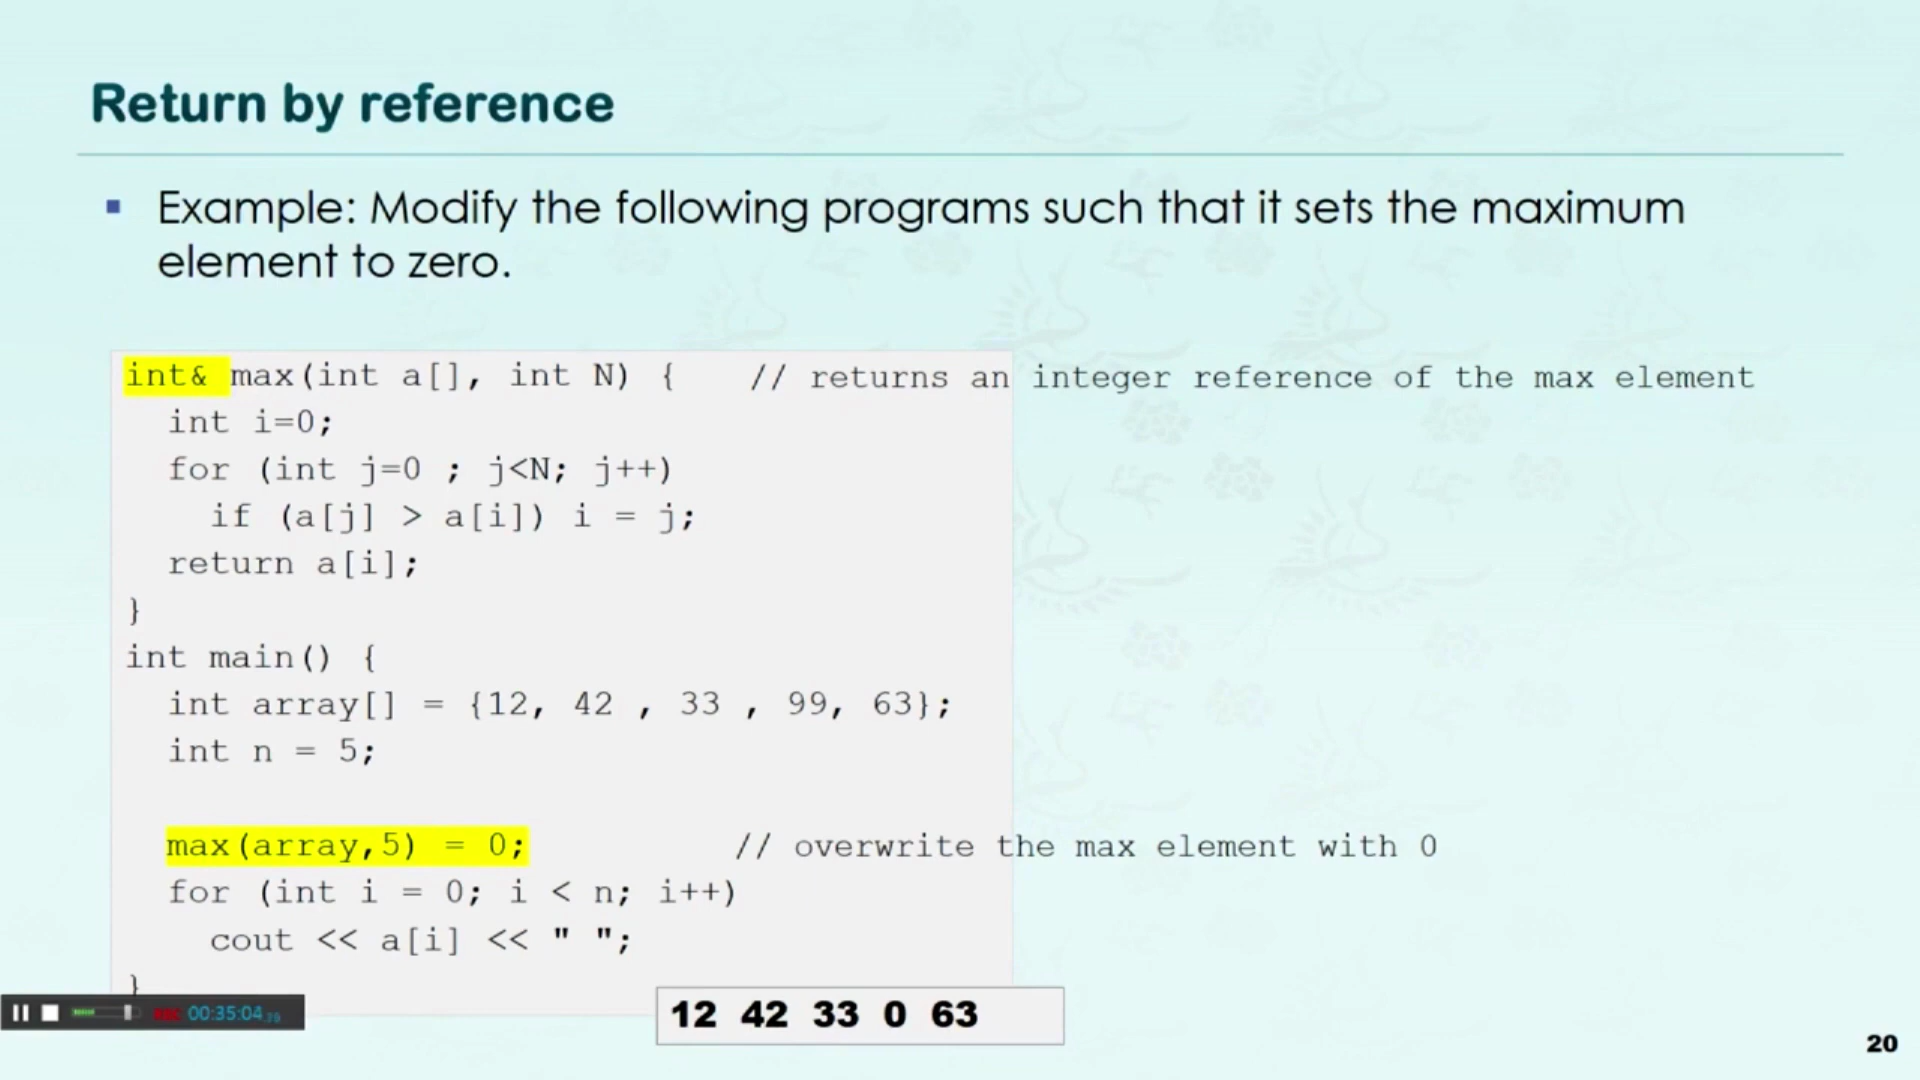 Return by reference
▪ Example: Modify the following programs such that it sets the maximum
element to zero.
int& max(int a[], int N) { // returns an integer reference of the max element
int i=0;
for (int j=0 ; j<N; j++)
if (a[j] > a[i]) i = j;
return a[i];
}
int main() {
int array[] = {12, 42 , 33 , 99, 63};
int n = 5;
max(array,5) = 0; // overwrite the max element with 0
for (int i = 0; i < n; i++)
cout << a[i] << " ";
}
REC 00:35:04.39
12 42 33 0 63
20